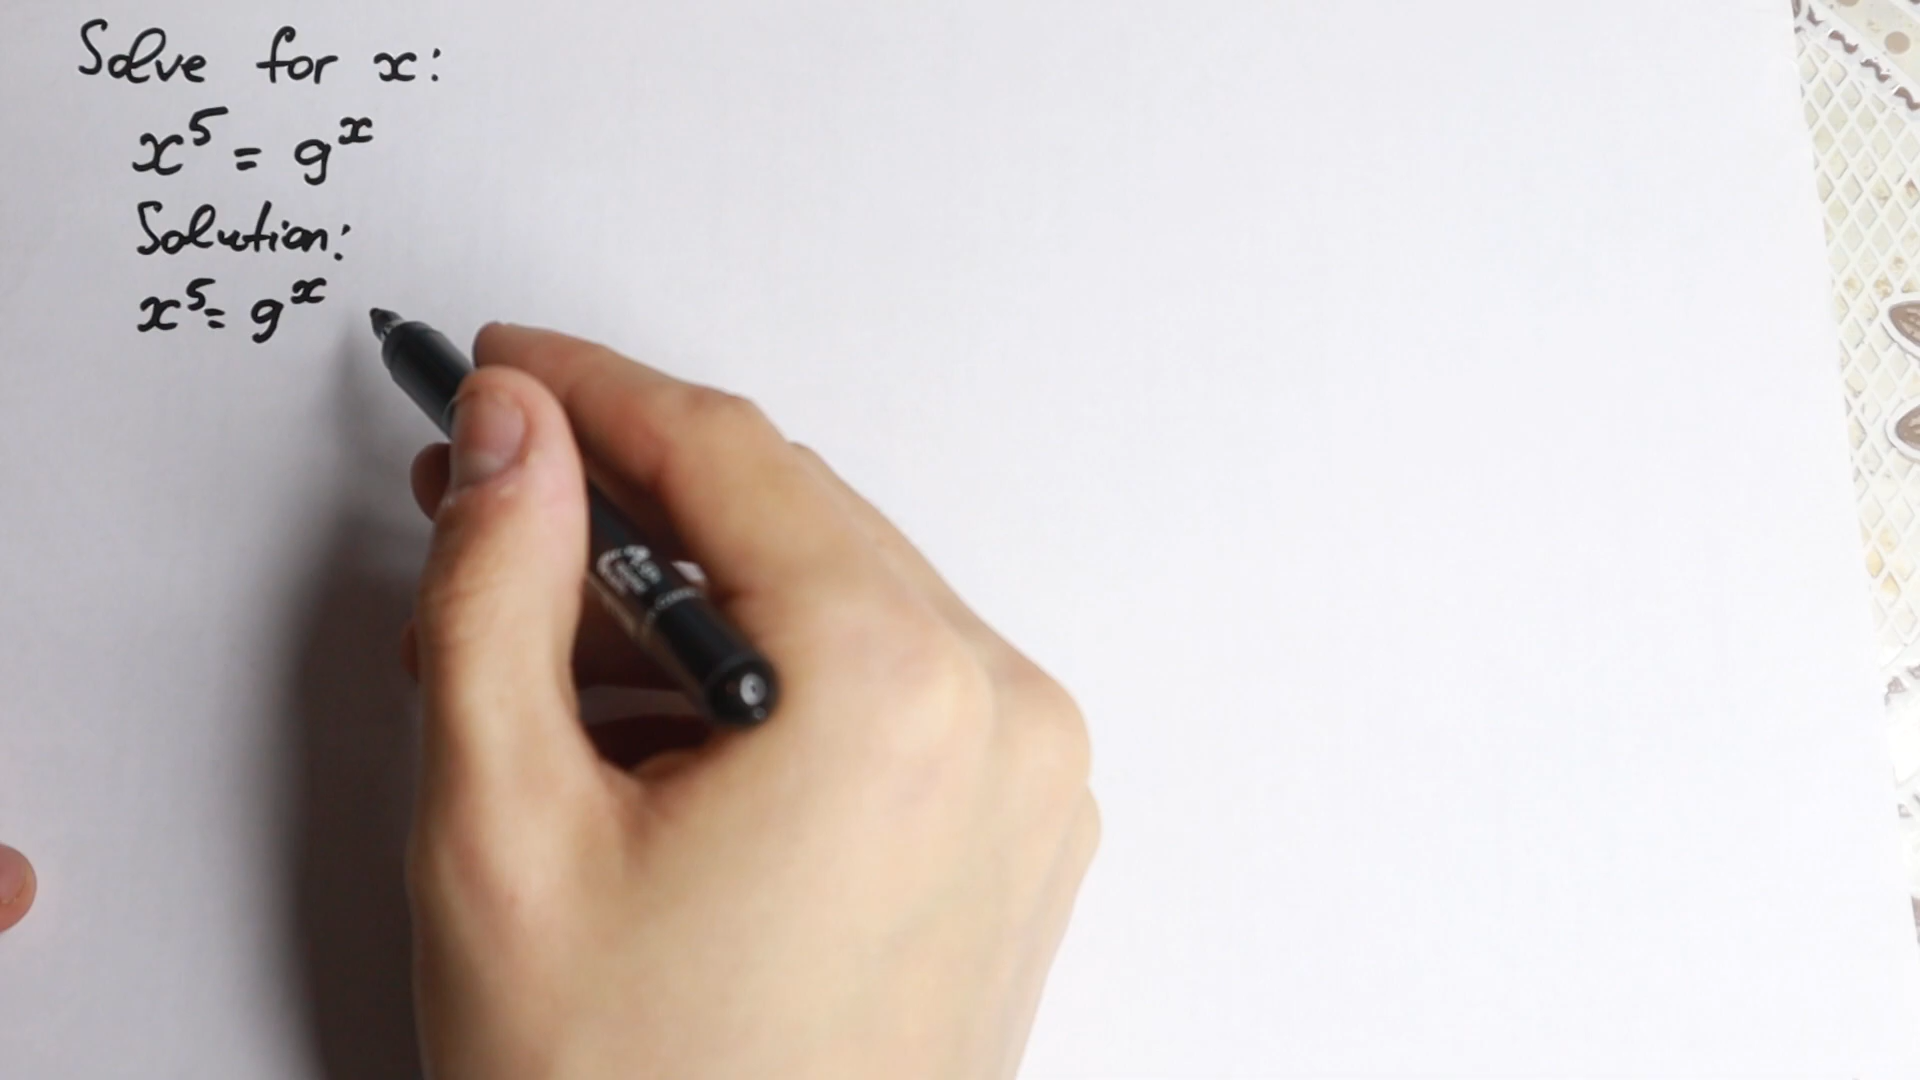 Solve for x:
x⁵ = 9ˣ
Solution:
x⁵ = 9ˣ